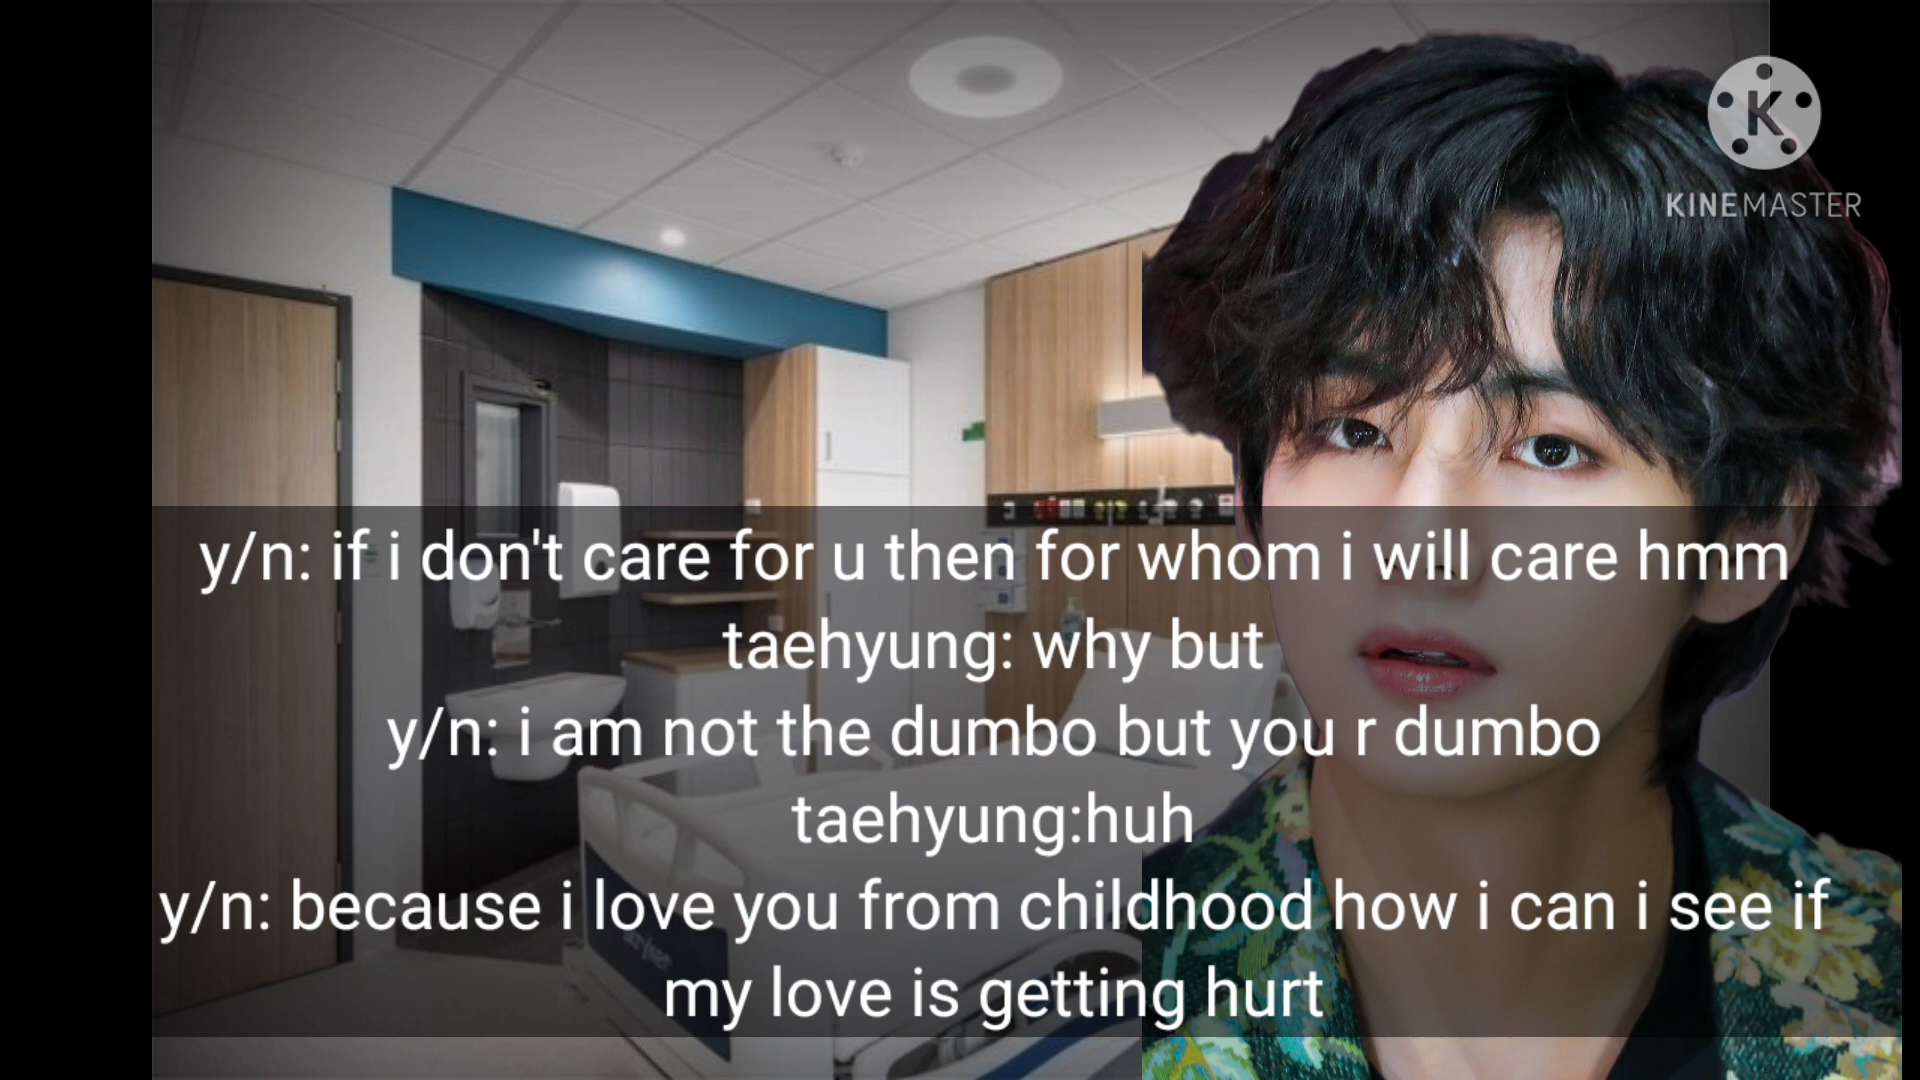 K
KINEMASTER
y/n: if i don't care for u then for whom i will care hmm
taehyung: why but
y/n: i am not the dumbo but you r dumbo
taehyung:huh
y/n: because i love you from childhood how i can i see if
my love is getting hurt
stryker